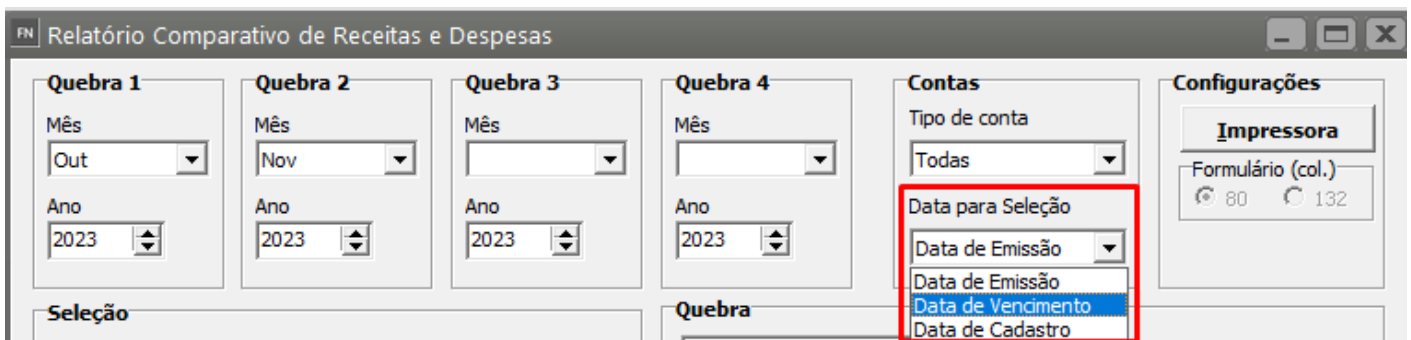 FN Relatório Comparativo de Receitas e Despesas
Quebra 1
Mês
Out
Ano
2023
Quebra 2
Mês
Nov
Ano
2023
Quebra 3
Mês
Ano
2023
Quebra 4
Mês
Ano
2023
Contas
Tipo de conta
Todas
Data para Seleção
Data de Emissão
Data de Emissão
Data de Vencimento
Data de Cadastro
Configurações
Impressora
Formulário (col.)
80 132
Seleção
Quebra